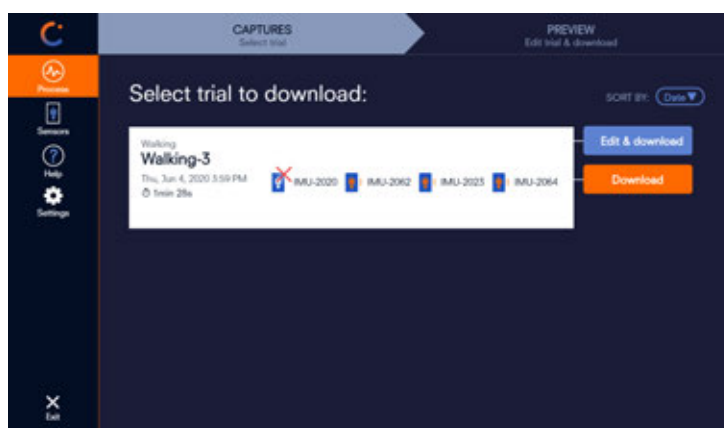 CAPTURES
Select trial
PREVIEW
Edit trial & download
Process
Sensors
Help
Settings
Exit
Select trial to download:
SORT BY: Date
Walking
Walking-3
Thu, Jun 4, 2020 3:59 PM
1min 28s
IMU-2020
IMU-2062
IMU-2023
IMU-2064
Edit & download
Download